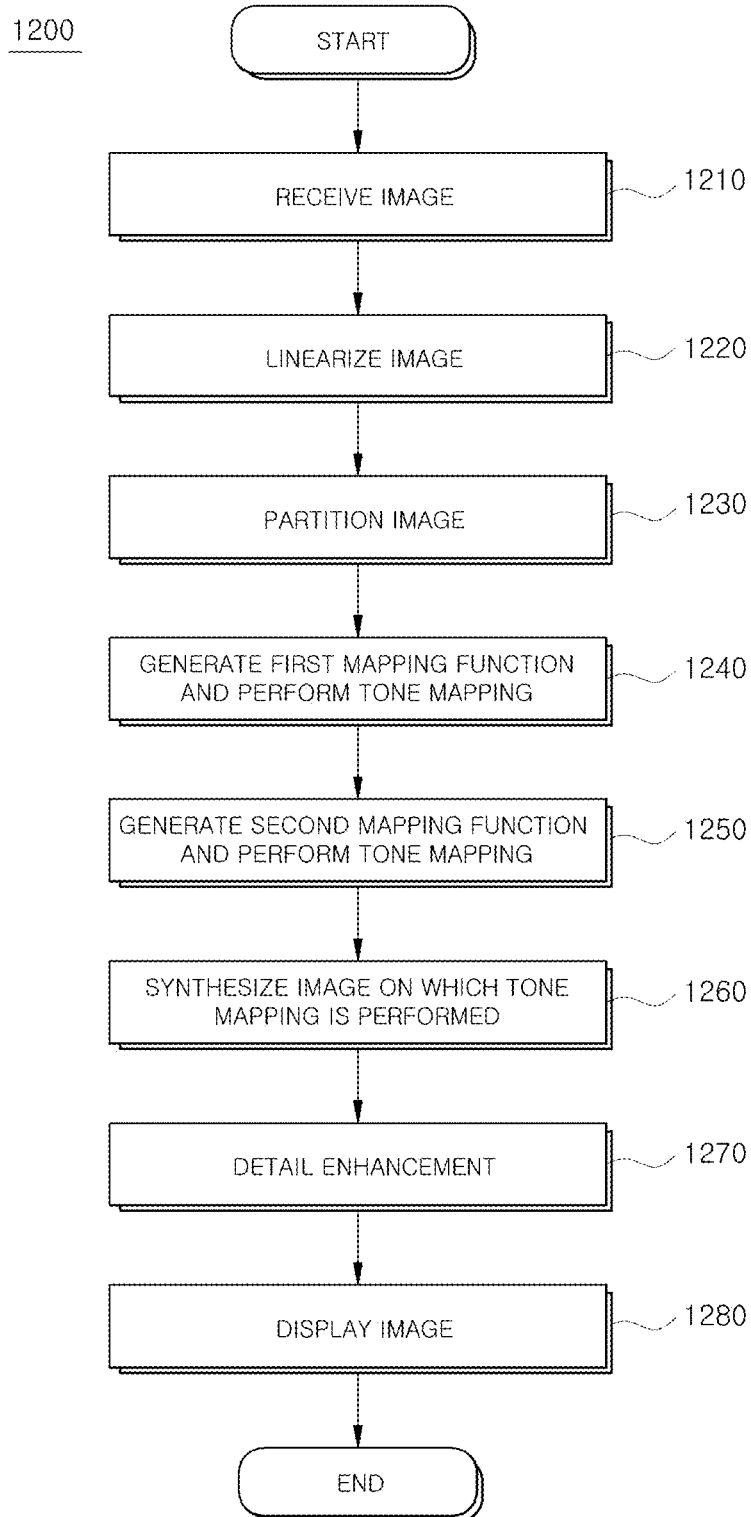 1200
START
RECEIVE IMAGE
1210
LINEARIZE IMAGE
1220
PARTITION IMAGE
1230
GENERATE FIRST MAPPING FUNCTION
AND PERFORM TONE MAPPING
1240
GENERATE SECOND MAPPING FUNCTION
AND PERFORM TONE MAPPING
1250
SYNTHESIZE IMAGE ON WHICH TONE
MAPPING IS PERFORMED
1260
DETAIL ENHANCEMENT
1270
DISPLAY IMAGE
1280
END